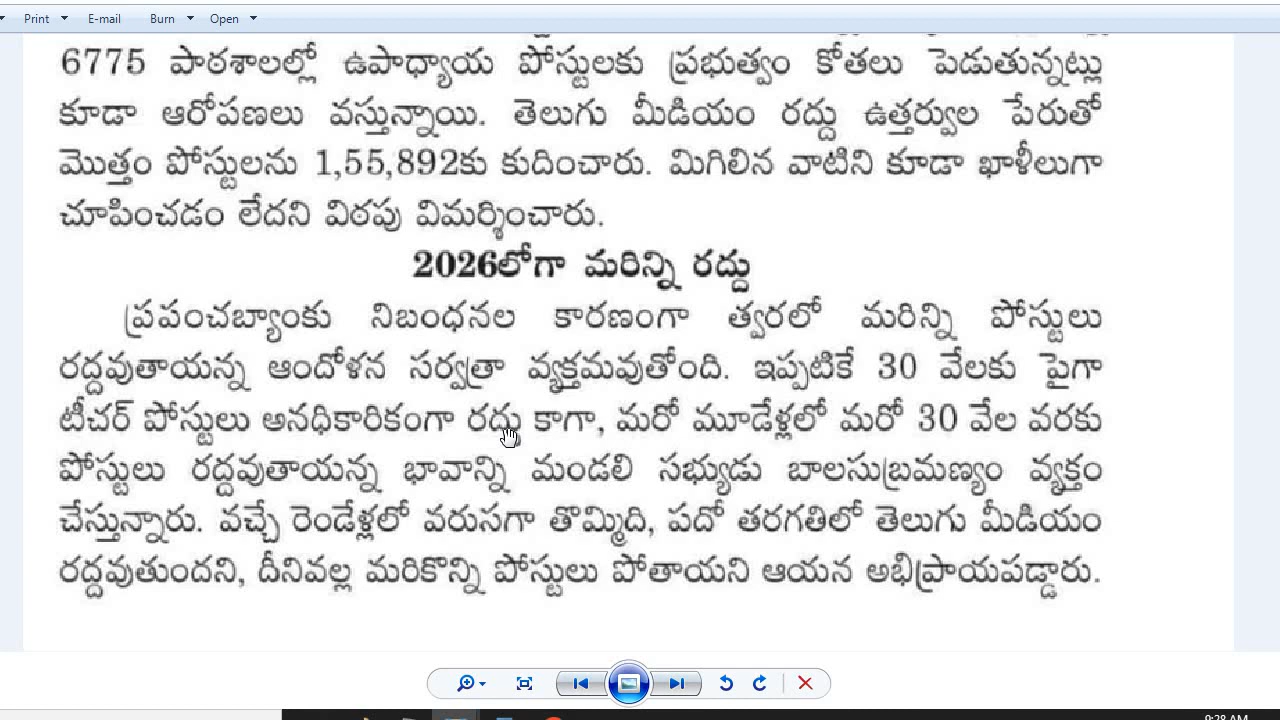 Print E-mail Burn Open
6775 పాఠశాలల్లో ఉపాధ్యాయ పోస్టులకు ప్రభుత్వం కోతలు పెడుతున్నట్లు
కూడా ఆరోపణలు వస్తున్నాయి. తెలుగు మీడియం రద్దు ఉత్తర్వుల పేరుతో
మొత్తం పోస్టులను 1,55,892కు కుదించారు. మిగిలిన వాటిని కూడా ఖాళీలుగా
చూపించడం లేదని విఠపు విమర్శించారు.
2026లోగా మరిన్ని రద్దు
ప్రపంచబ్యాంకు నిబంధనల కారణంగా త్వరలో మరిన్ని పోస్టులు
రద్దవుతాయన్న ఆందోళన సర్వత్రా వ్యక్తమవుతోంది. ఇప్పటికే 30 వేలకు పైగా
టీచర్ పోస్టులు అనధికారికంగా రద్దు కాగా, మరో మూడేళ్లలో మరో 30 వేల వరకు
పోస్టులు రద్దవుతాయన్న భావాన్ని మండలి సభ్యుడు బాలసుబ్రమణ్యం వ్యక్తం
చేస్తున్నారు. వచ్చే రెండేళ్లలో వరుసగా తొమ్మిది, పదో తరగతిలో తెలుగు మీడియం
రద్దవుతుందని, దీనివల్ల మరికొన్ని పోస్టులు పోతాయని ఆయన అభిప్రాయపడ్డారు.
9:28 AM